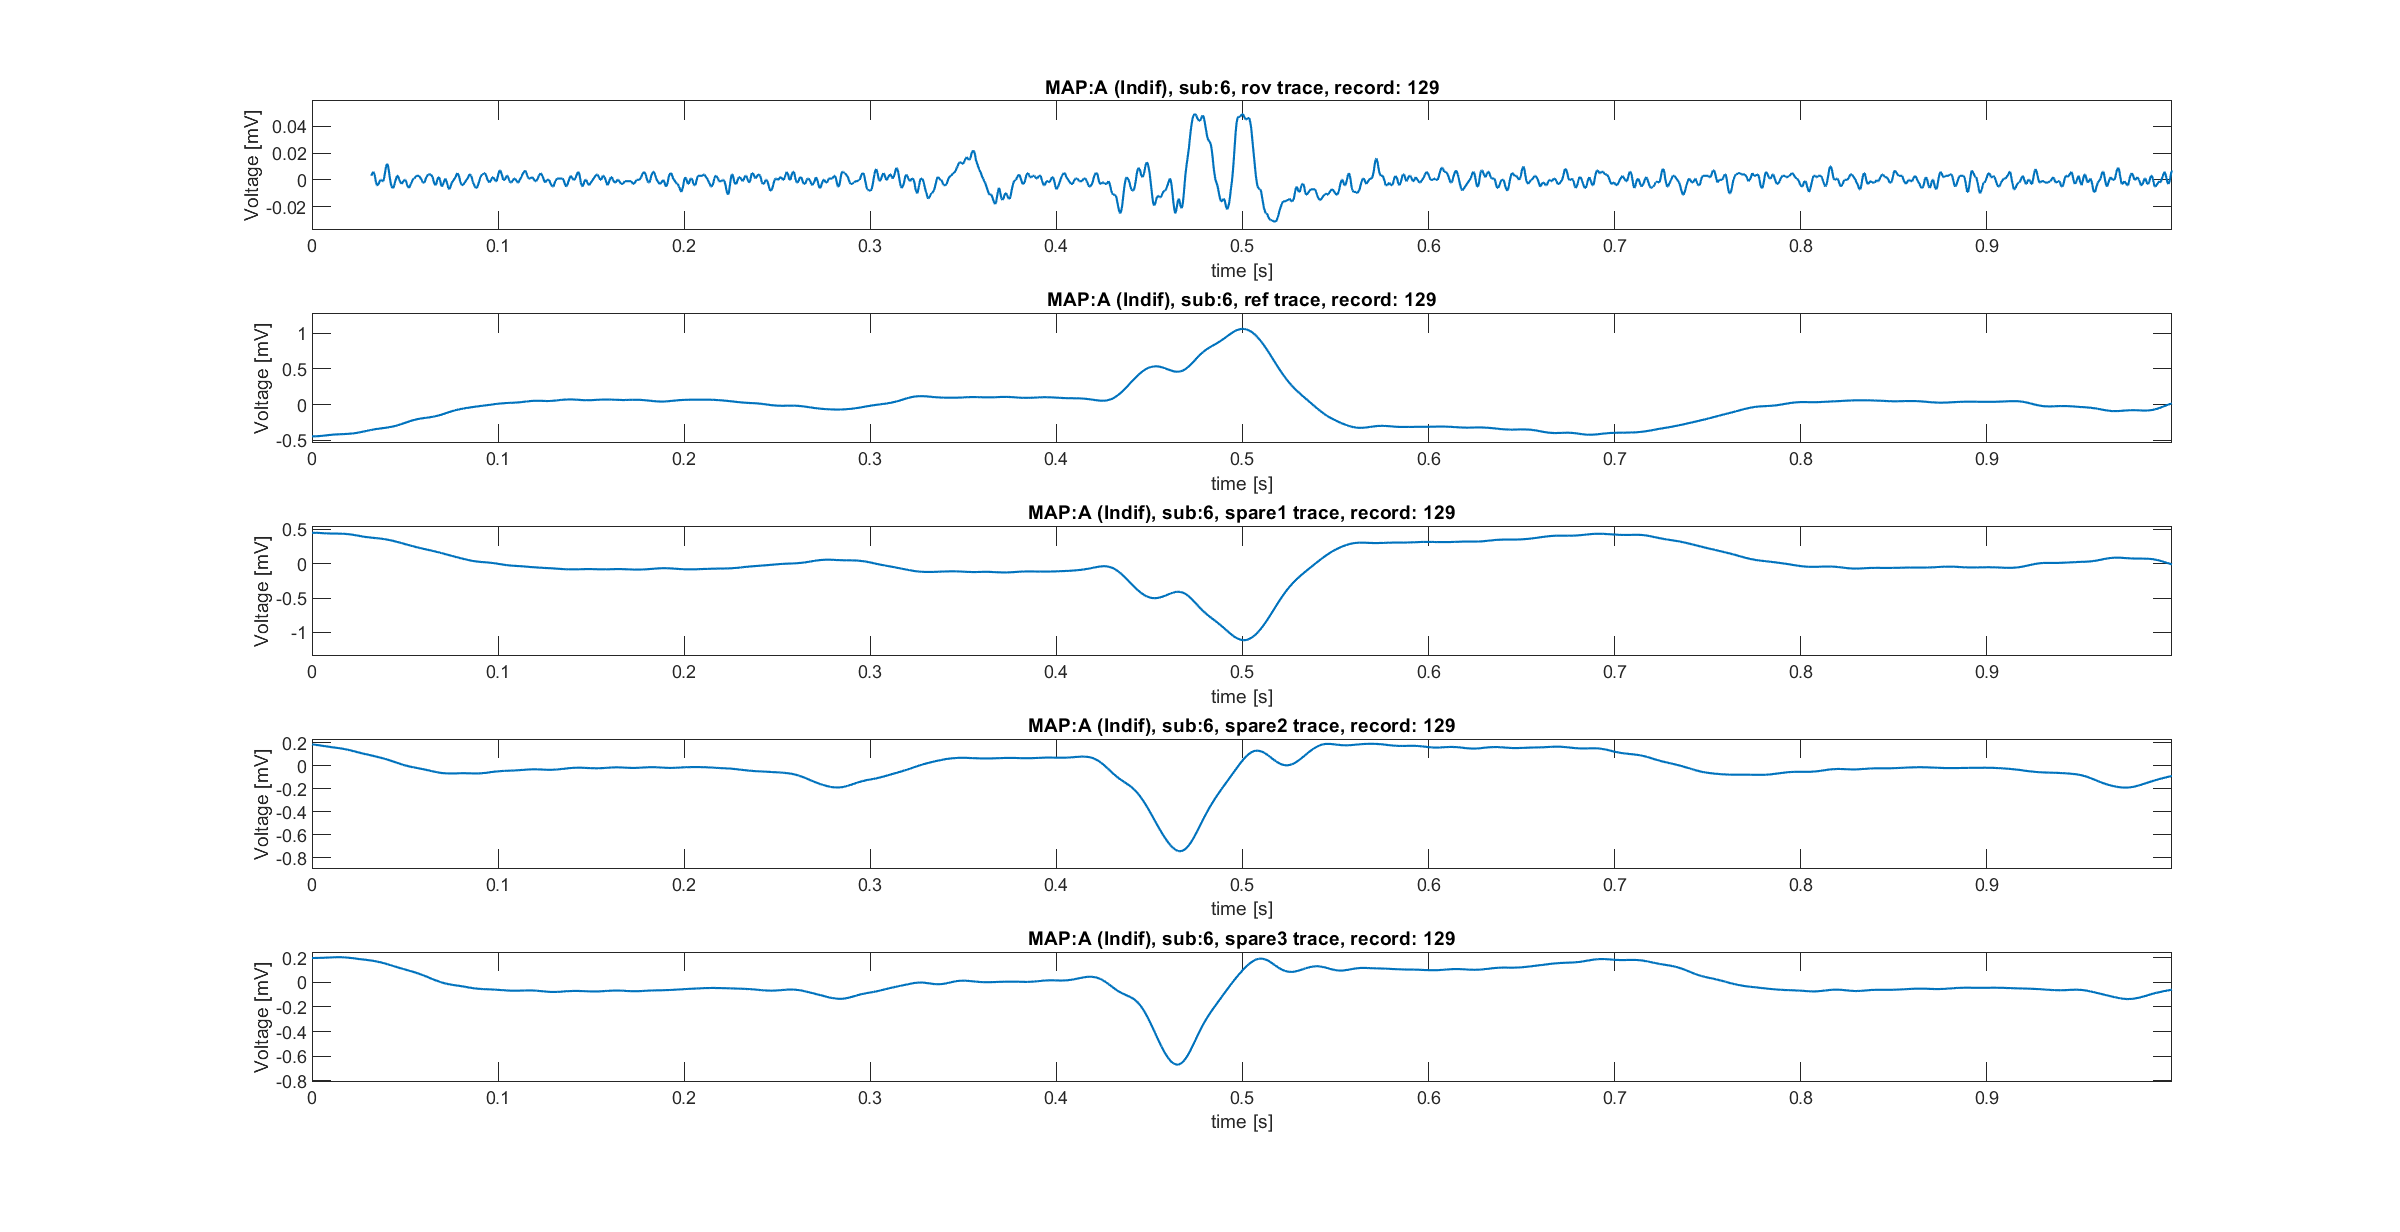 MAP:A (Indif), sub:6, rov trace, record: 129
Voltage [mV]
0.04
0.02
0
-0.02
0 0.1 0.2 0.3 0.4 0.5 0.6 0.7 0.8 0.9
time [s]
MAP:A (Indif), sub:6, ref trace, record: 129
Voltage [mV]
1
0.5
0
-0.5
0 0.1 0.2 0.3 0.4 0.5 0.6 0.7 0.8 0.9
time [s]
MAP:A (Indif), sub:6, spare1 trace, record: 129
Voltage [mV]
0.5
0
-0.5
-1
0 0.1 0.2 0.3 0.4 0.5 0.6 0.7 0.8 0.9
time [s]
MAP:A (Indif), sub:6, spare2 trace, record: 129
Voltage [mV]
0.2
0
-0.2
-0.4
-0.6
-0.8
0 0.1 0.2 0.3 0.4 0.5 0.6 0.7 0.8 0.9
time [s]
MAP:A (Indif), sub:6, spare3 trace, record: 129
Voltage [mV]
0.2
0
-0.2
-0.4
-0.6
-0.8
0 0.1 0.2 0.3 0.4 0.5 0.6 0.7 0.8 0.9
time [s]